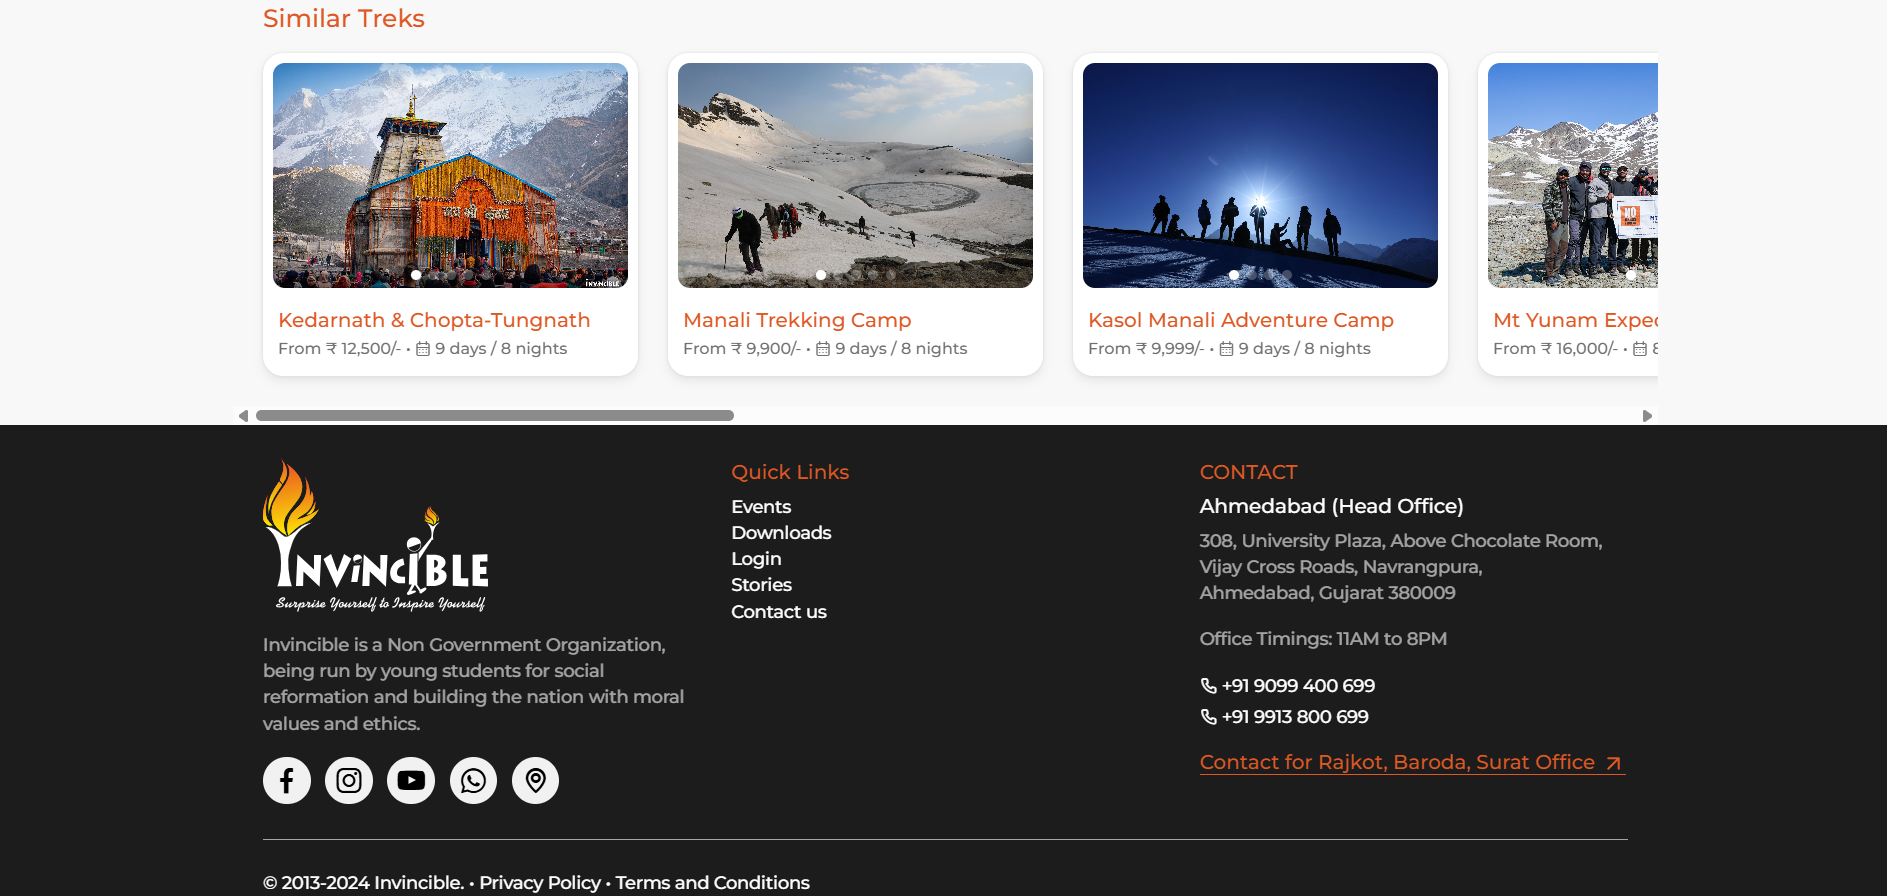 Similar Treks
INVINCIBLE
NO
Kedarnath & Chopta-Tungnath
From ₹ 12,500/- • 9 days / 8 nights
Manali Trekking Camp
From ₹ 9,900/- • 9 days / 8 nights
Kasol Manali Adventure Camp
From ₹ 9,999/- • 9 days / 8 nights
Mt Yunam Expec
From ₹ 16,000/- • 8
INVINCIBLE
Surprise Yourself to Inspire Yourself
Invincible is a Non Government Organization,
being run by young students for social
reformation and building the nation with moral
values and ethics.
Quick Links
Events
Downloads
Login
Stories
Contact us
CONTACT
Ahmedabad (Head Office)
308, University Plaza, Above Chocolate Room,
Vijay Cross Roads, Navrangpura,
Ahmedabad, Gujarat 380009
Office Timings: 11AM to 8PM
+91 9099 400 699
+91 9913 800 699
Contact for Rajkot, Baroda, Surat Office
© 2013-2024 Invincible. • Privacy Policy • Terms and Conditions